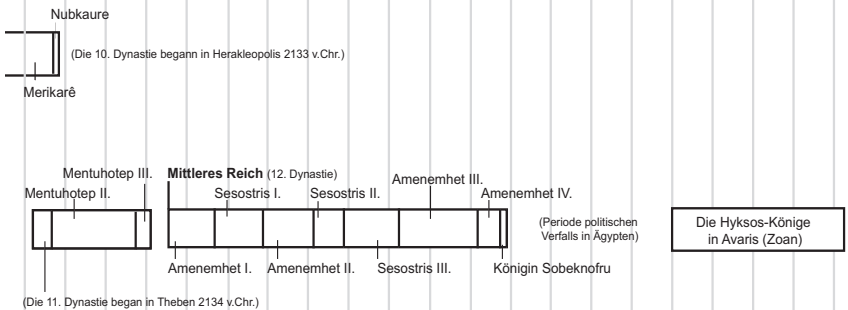 Nubkaure
(Die 10. Dynastie begann in Herakleopolis 2133 v.Chr.)
Merikarê
Mentuhotep III.
Mentuhotep II.
Mittleres Reich (12. Dynastie)
Sesostris I.
Sesostris II.
Amenemhet III.
Amenemhet IV.
(Periode politischen
Verfalls in Ägypten)
Die Hyksos-Könige
in Avaris (Zoan)
Amenemhet I.
Amenemhet II.
Sesostris III.
Königin Sobeknofru
(Die 11. Dynastie began in Theben 2134 v.Chr.)